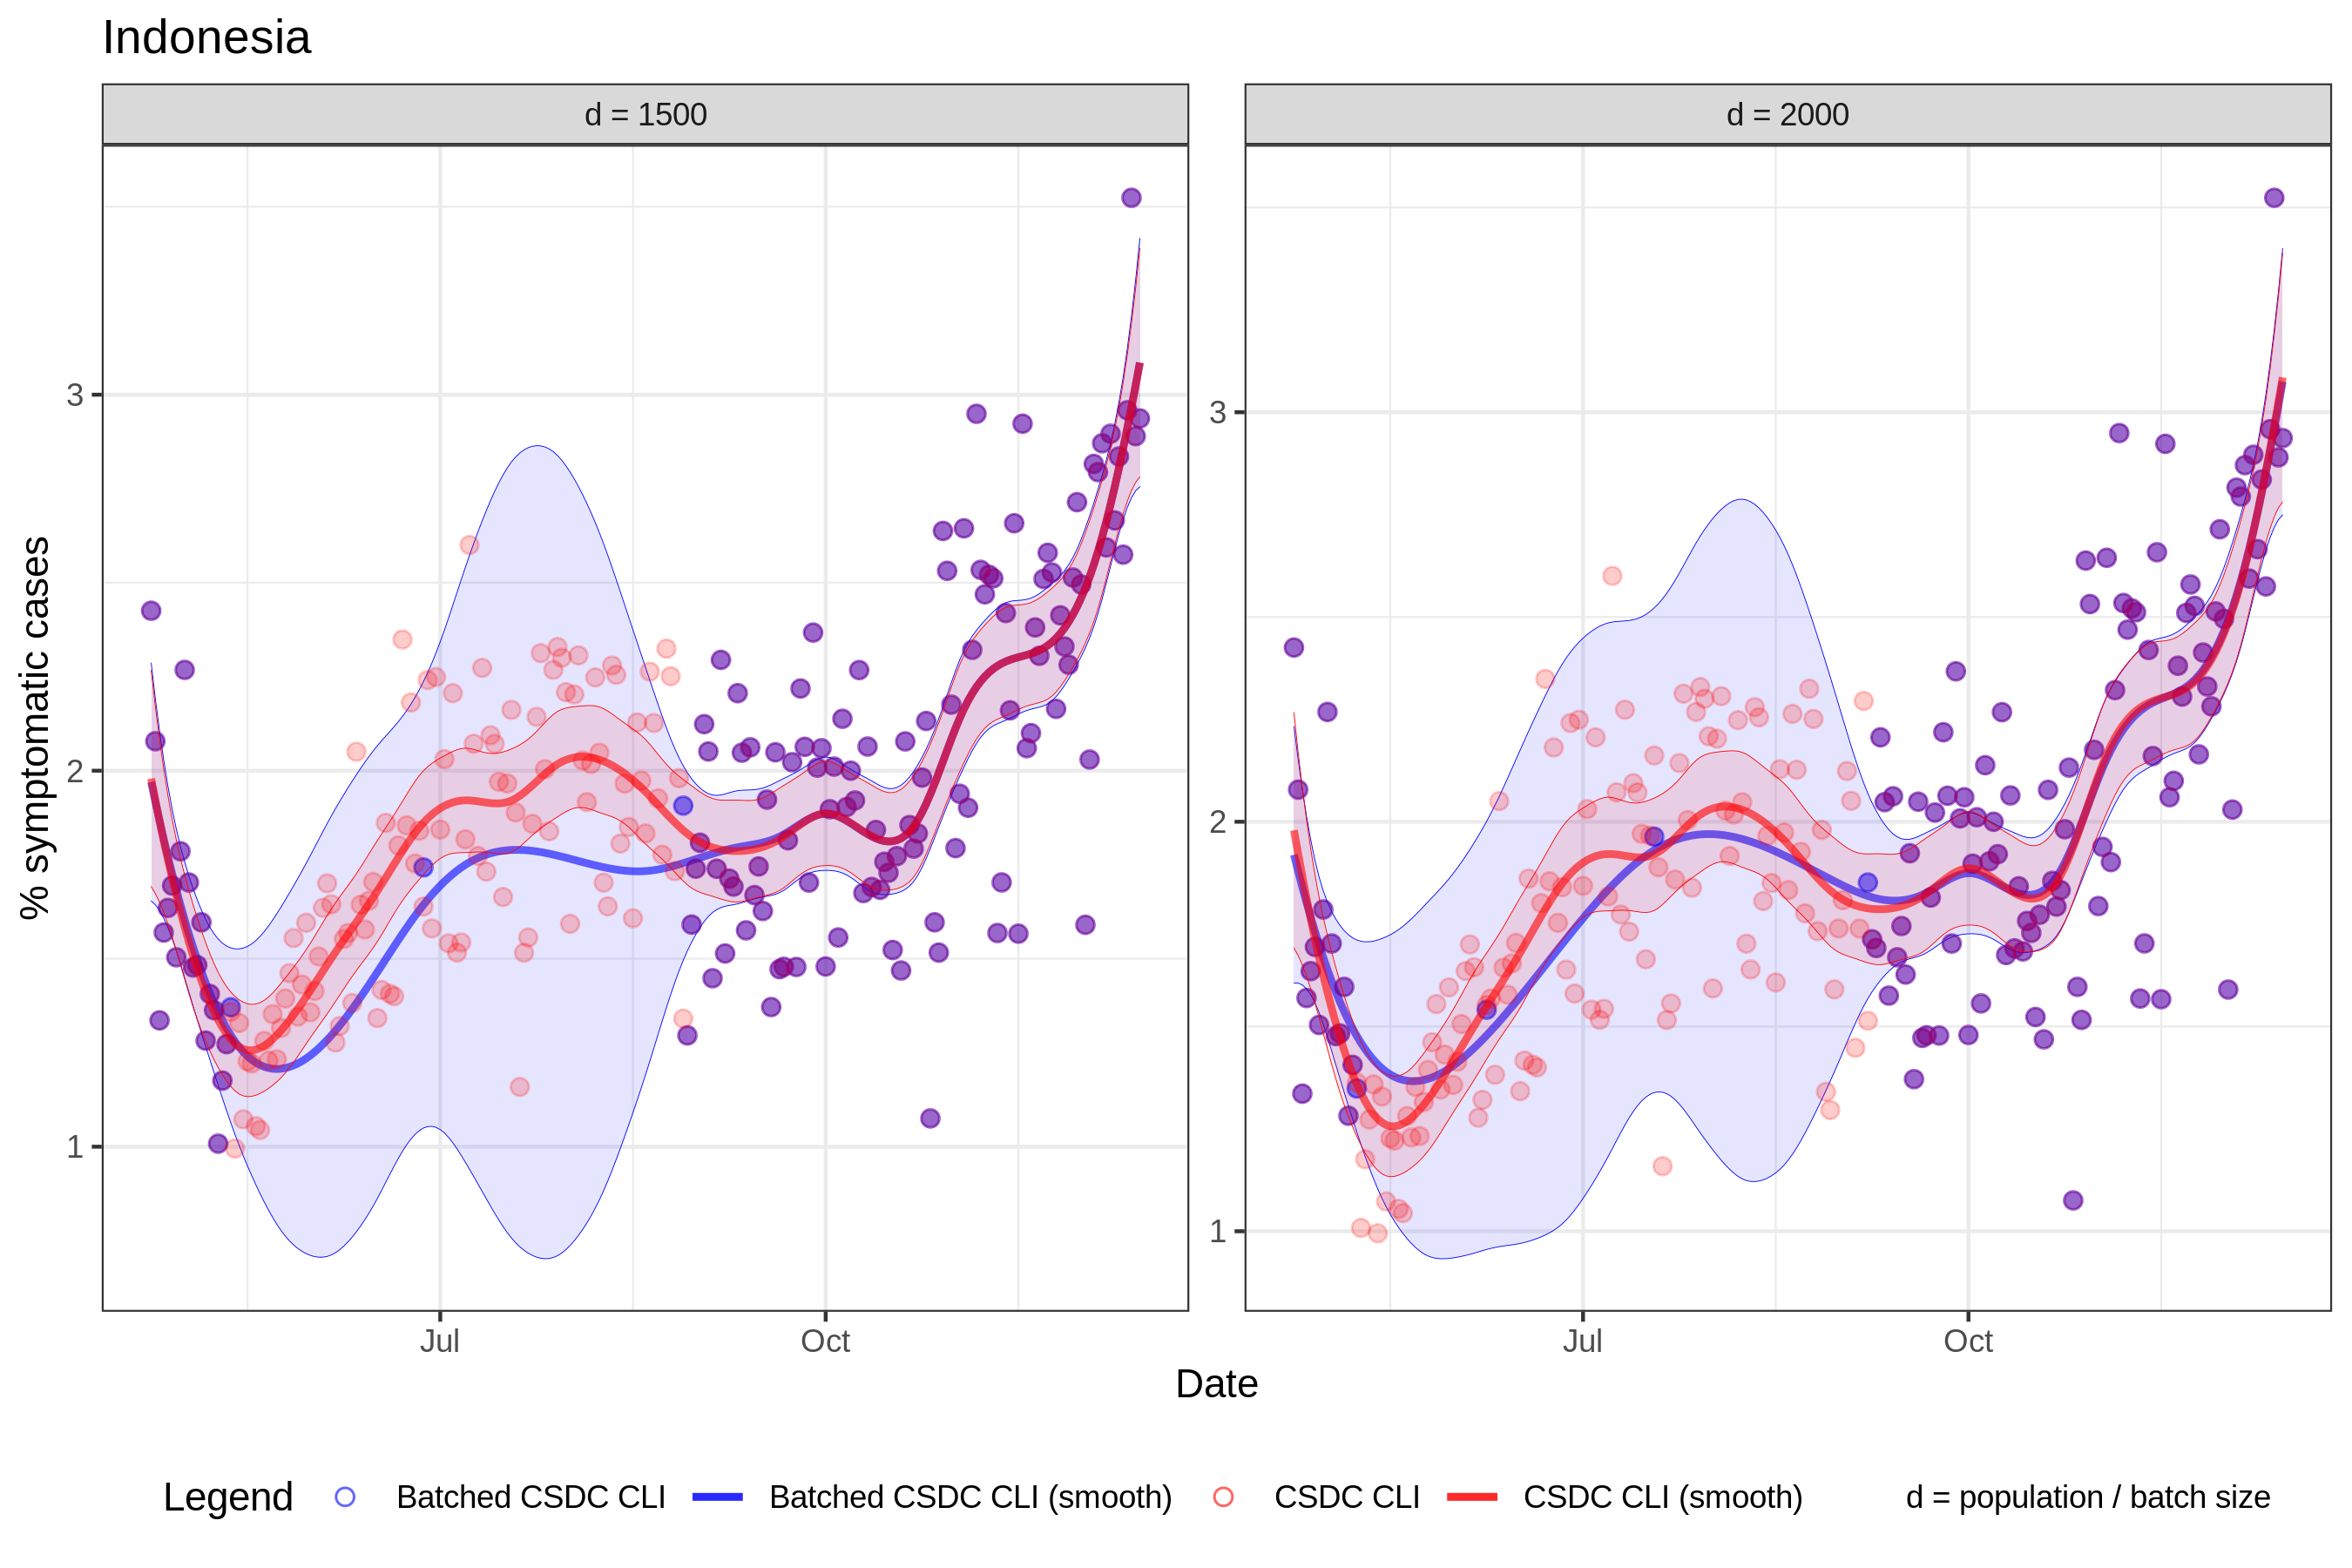 Indonesia
d = 1500
d = 2000
% symptomatic cases
3
2
1
3
2
1
Jul
Oct
Jul
Oct
Date
Legend
Batched CSDC CLI
Batched CSDC CLI (smooth)
CSDC CLI
CSDC CLI (smooth)
d = population / batch size